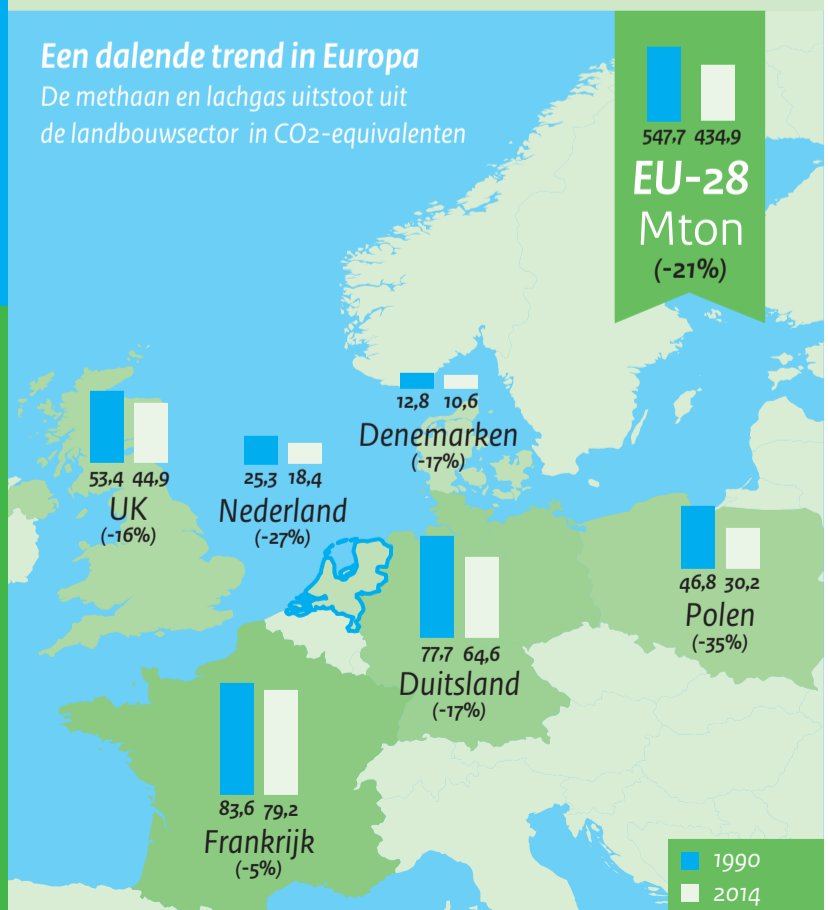 Een dalende trend in Europa
De methaan en lachgas uitstoot uit
de landbouwsector in CO2-equivalenten
547,7 434,9
EU-28
Mton
(-21%)
12,8 10,6
Denemarken
(-17%)
53,4 44,9
UK
(-16%)
25,3 18,4
Nederland
(-27%)
46,8 30,2
Polen
(-35%)
77,7 64,6
Duitsland
(-17%)
83,6 79,2
Frankrijk
(-5%)
1990
2014